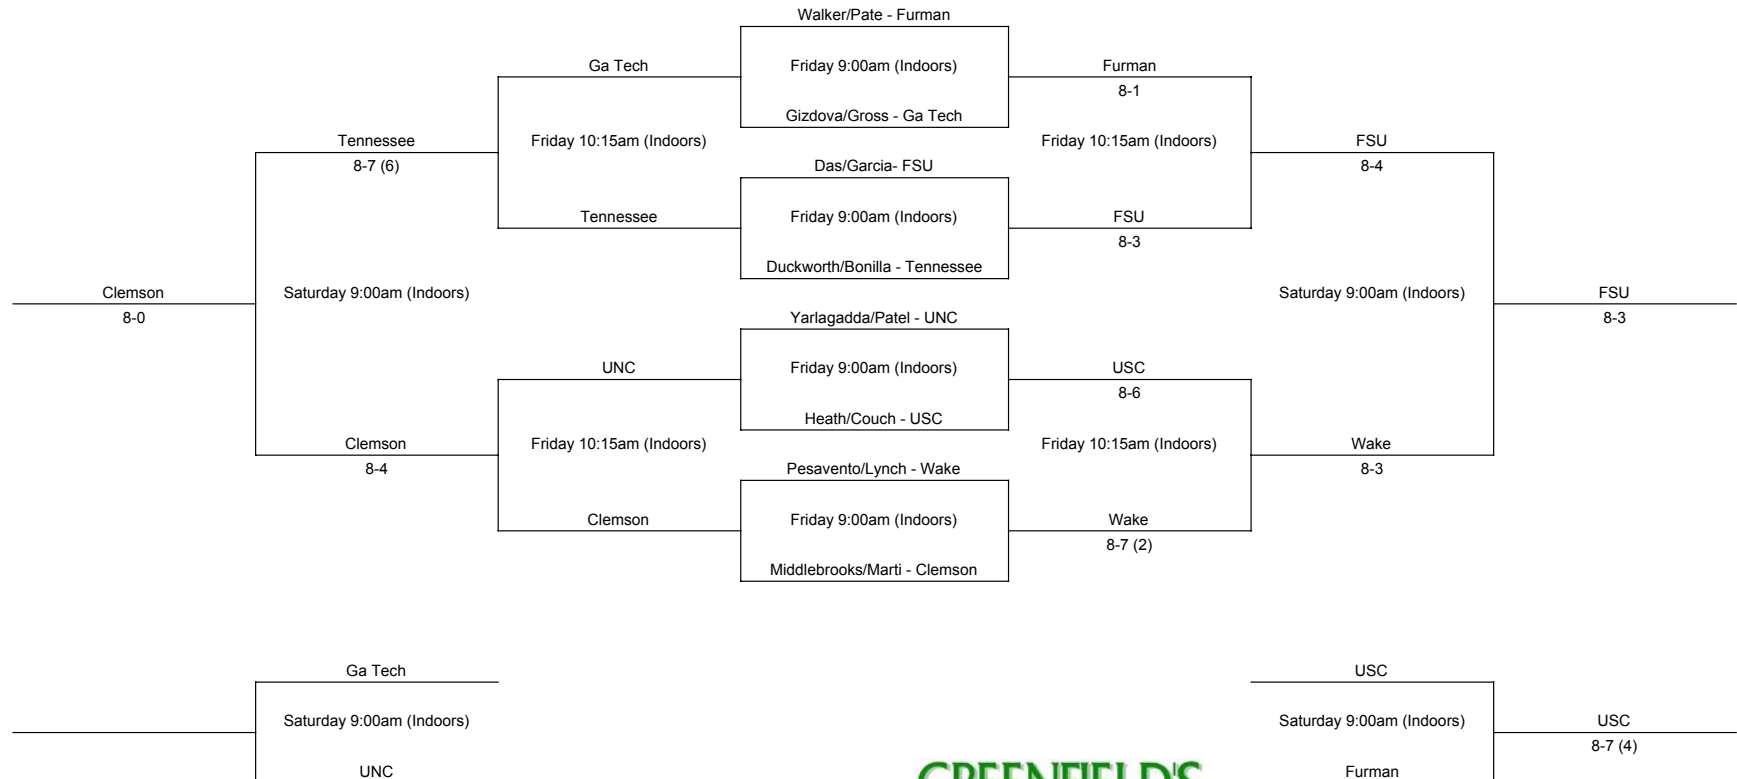 Walker/Pate - Furman
Ga Tech
Friday 9:00am (Indoors)
Furman
8-1
Gizdova/Gross - Ga Tech
Tennessee
Friday 10:15am (Indoors)
Friday 10:15am (Indoors)
FSU
8-7 (6)
Das/Garcia- FSU
8-4
Tennessee
Friday 9:00am (Indoors)
FSU
8-3
Duckworth/Bonilla - Tennessee
Clemson
Saturday 9:00am (Indoors)
Saturday 9:00am (Indoors)
FSU
8-0
Yarlagadda/Patel - UNC
8-3
UNC
Friday 9:00am (Indoors)
USC
8-6
Heath/Couch - USC
Clemson
Friday 10:15am (Indoors)
Friday 10:15am (Indoors)
Wake
8-4
Pesavento/Lynch - Wake
8-3
Clemson
Friday 9:00am (Indoors)
Wake
8-7 (2)
Middlebrooks/Marti - Clemson
Ga Tech
USC
Saturday 9:00am (Indoors)
Saturday 9:00am (Indoors)
USC
8-7 (4)
UNC
GREENFIELD'S
Furman